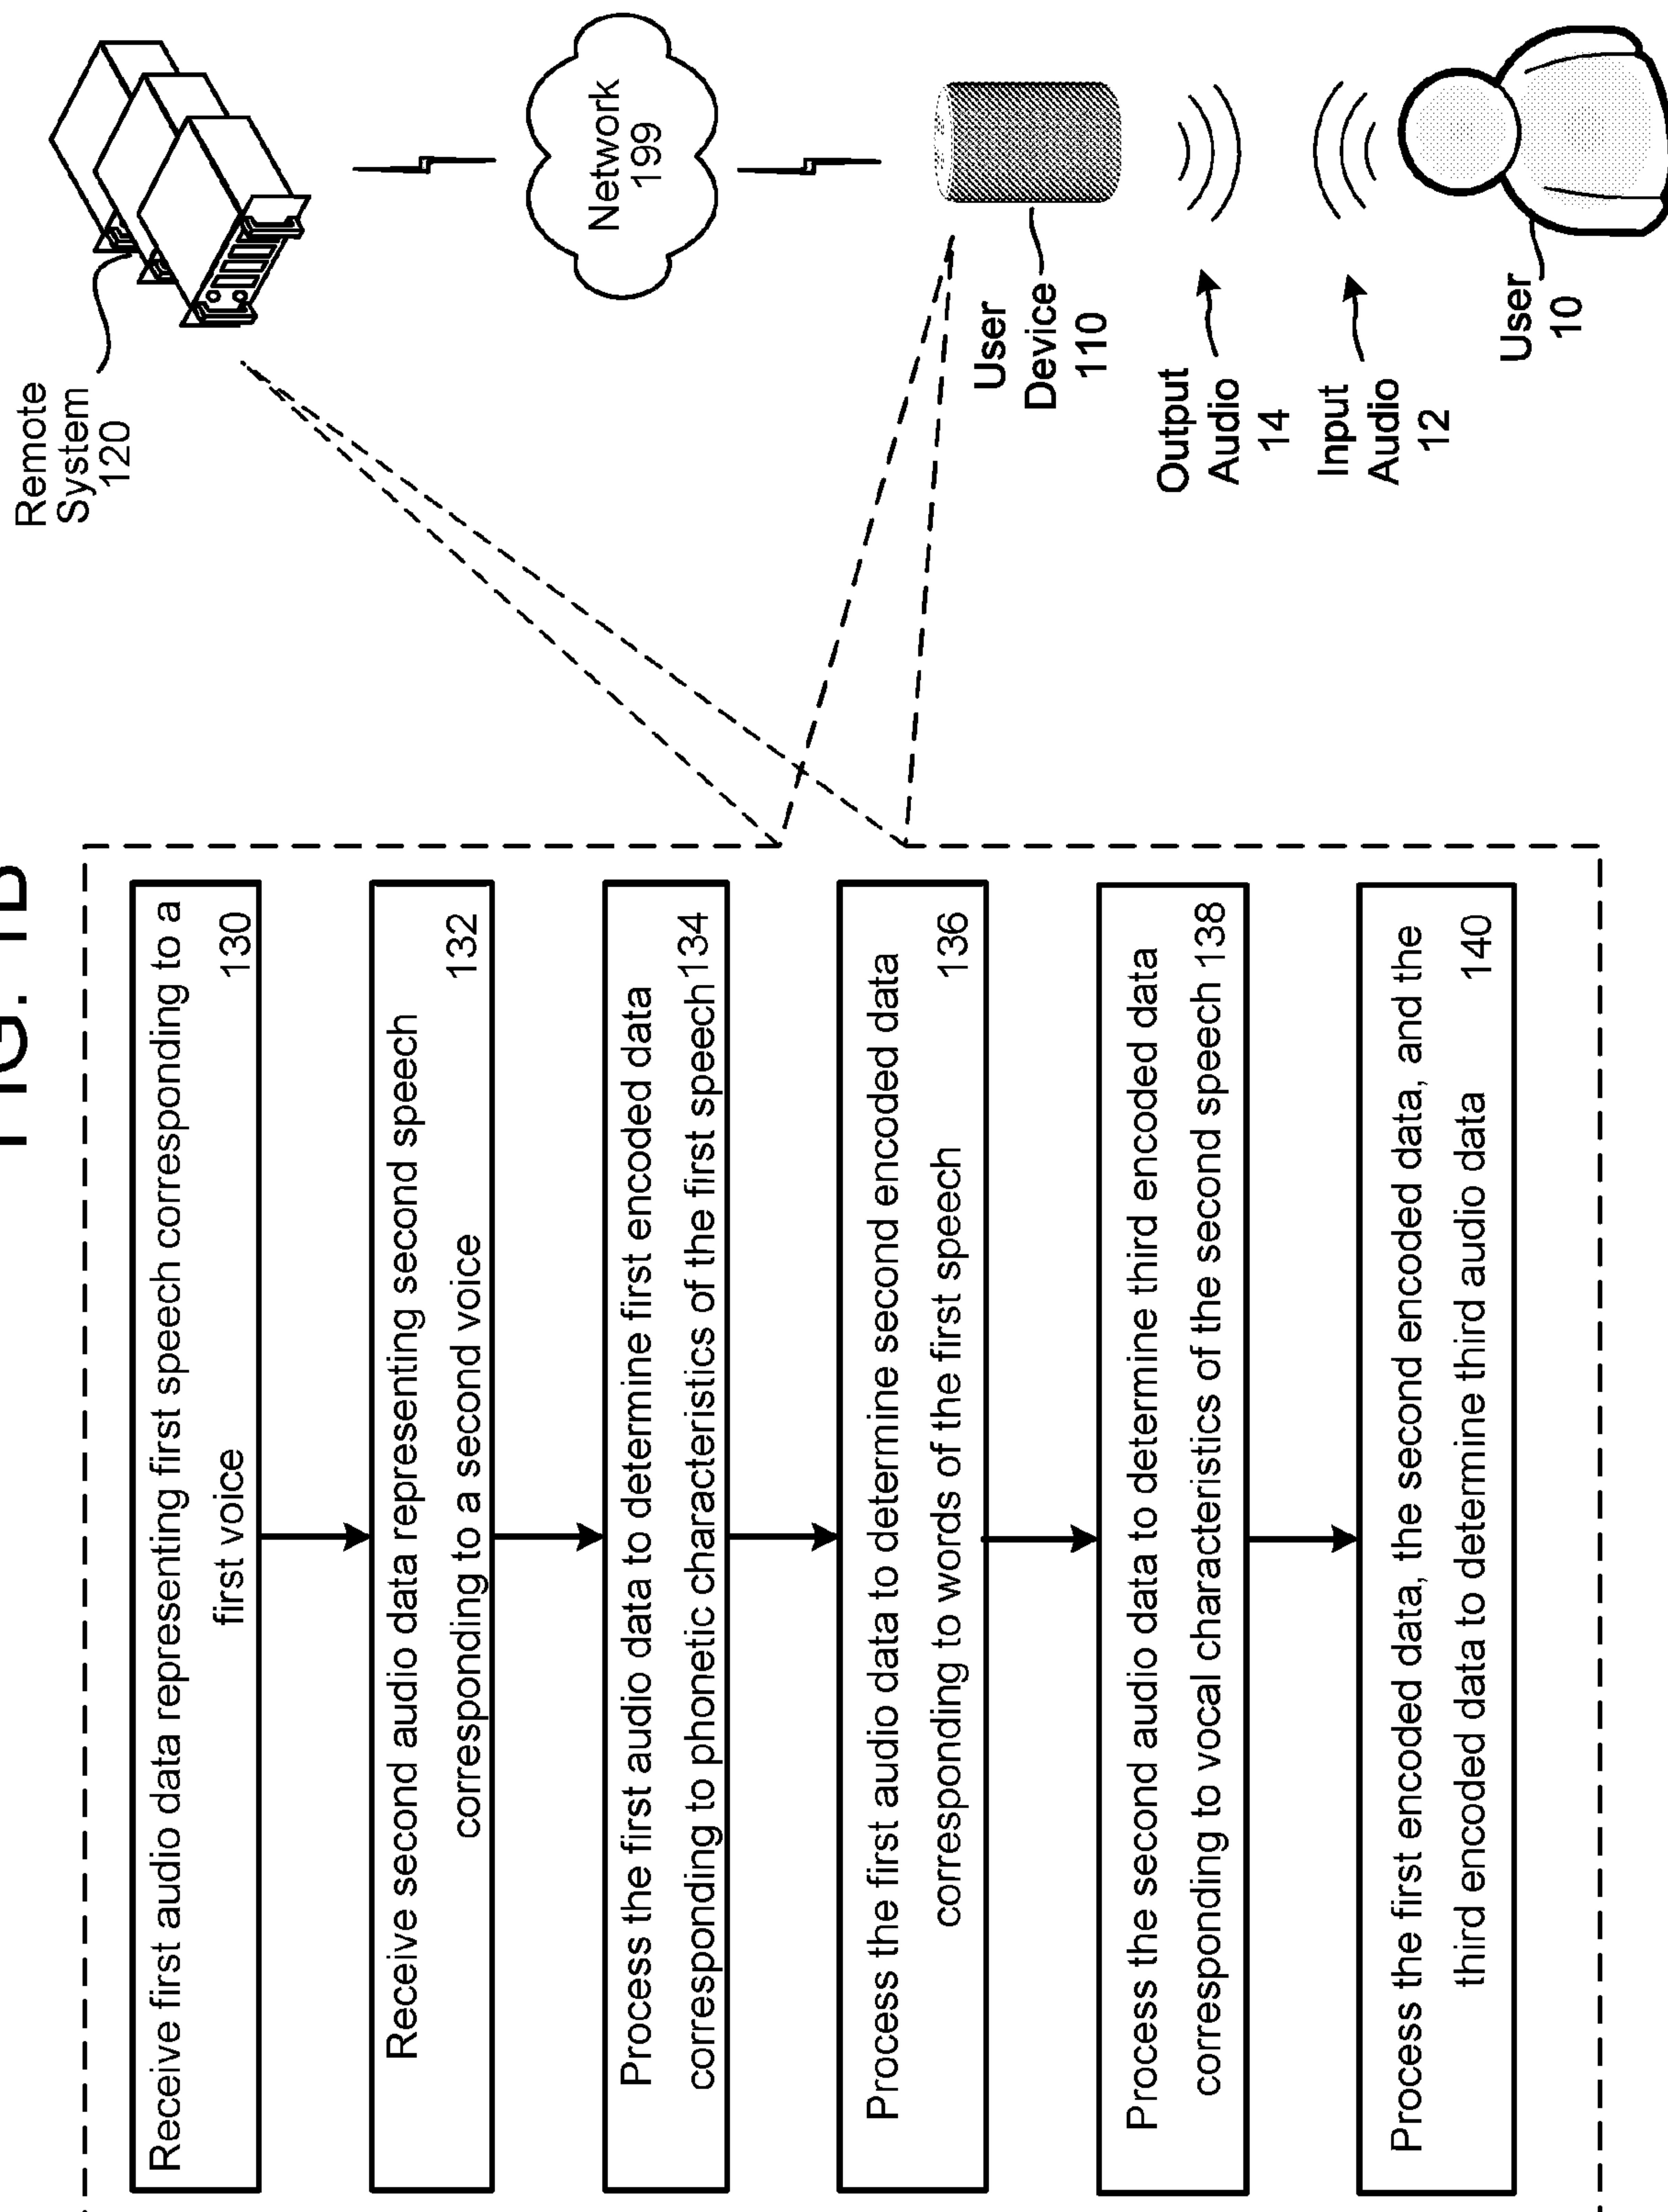 FIG. 1B
Receive first audio data representing first speech corresponding to a
first voice
130
Receive second audio data representing second speech
corresponding to a second voice
132
Process the first audio data to determine first encoded data
corresponding to phonetic characteristics of the first speech 134
Process the first audio data to determine second encoded data
corresponding to words of the first speech
136
Process the second audio data to determine third encoded data
corresponding to vocal characteristics of the second speech 138
Process the first encoded data, the second encoded data, and the
third encoded data to determine third audio data
140
Remote
System
120
Network
199
User
Device
110
Output
Audio
14
Input
Audio
12
User
10